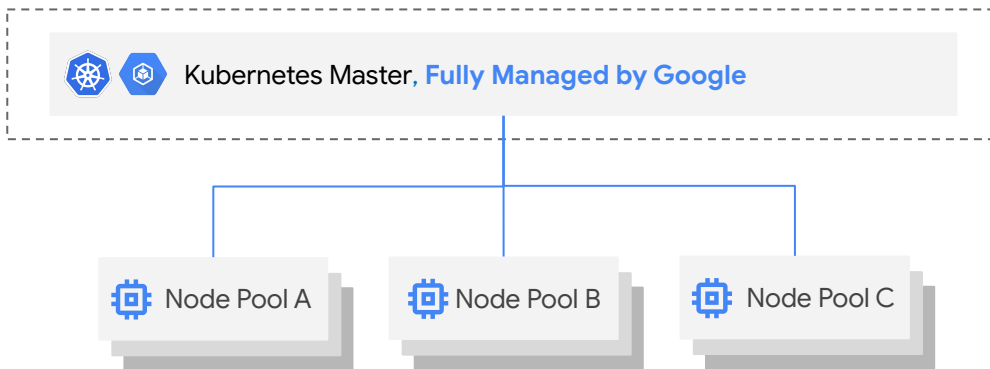 Kubernetes Master, Fully Managed by Google
Node Pool A
Node Pool B
Node Pool C